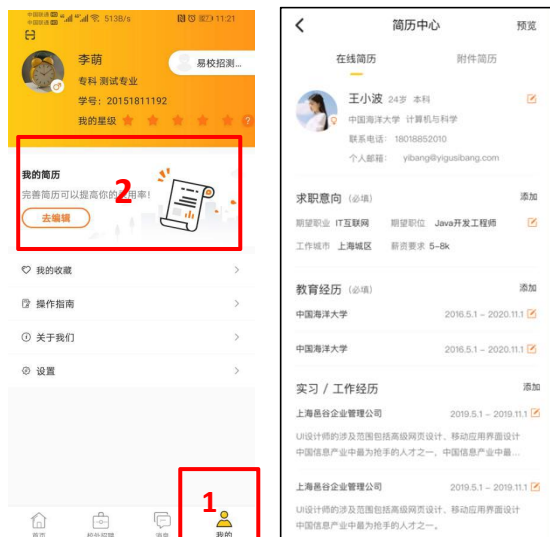 中国联通 HD
中国联通 HD 513B/s 11:21
李萌
易校招测...
专科 测试专业
学号：20151811192
我的星级
?
我的简历
完善简历可以提高你的 用率!
2
去编辑
我的收藏
操作指南
关于我们
设置
1
首页
消息
我的
简历中心
预览
在线简历
附件简历
王小波 24岁 本科
中国海洋大学 计算机与科学
联系电话： 18018852010
个人邮箱： yibang@yigusibang.com
求职意向 (必填) 添加
期望职业 IT互联网 期望职位 Java开发工程师
工作城市 上海城区 薪资要求 5-8k
教育经历 (必填) 添加
中国海洋大学 2016.5.1 - 2020.11.1
中国海洋大学 2016.5.1 - 2020.11.1
实习 / 工作经历 添加
上海邑谷企业管理公司 2019.5.1 - 2019.11.1
UI设计师的涉及范围包括高级网页设计、移动应用界面设计
中国信息产业中最为抢手的人才之一，中国信息产业中最...
上海邑谷企业管理公司 2019.5.1 - 2019.11.1
UI设计师的涉及范围包括高级网页设计、移动应用界面设计
中国信息产业中最为抢手的人才之一。